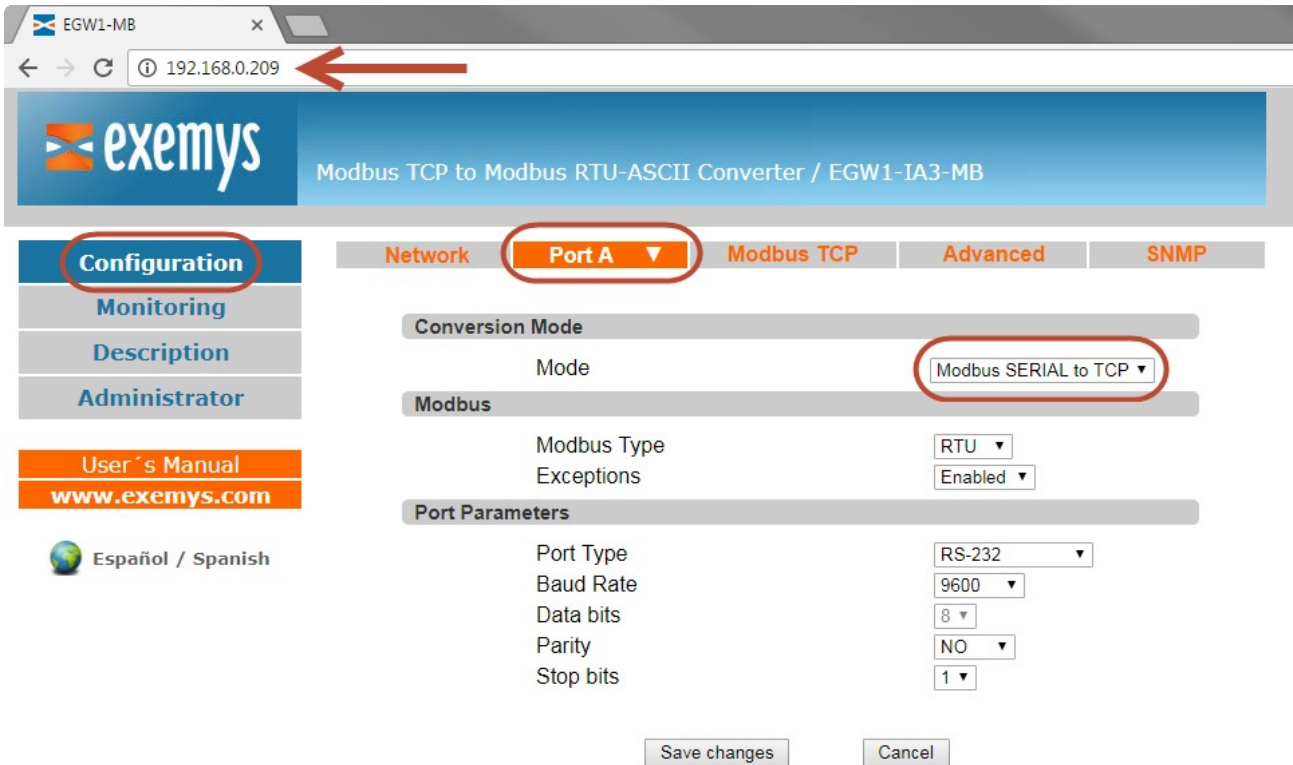 EGW1-MB
192.168.0.209
exemys
Modbus TCP to Modbus RTU-ASCII Converter / EGW1-IA3-MB
Configuration
Monitoring
Description
Administrator
User´s Manual
www.exemys.com
Español / Spanish
Network Port A ▼ Modbus TCP Advanced SNMP
Conversion Mode
Mode Modbus SERIAL to TCP
Modbus
Modbus Type RTU
Exceptions Enabled
Port Parameters
Port Type RS-232
Baud Rate 9600
Data bits 8
Parity NO
Stop bits 1
Save changes Cancel